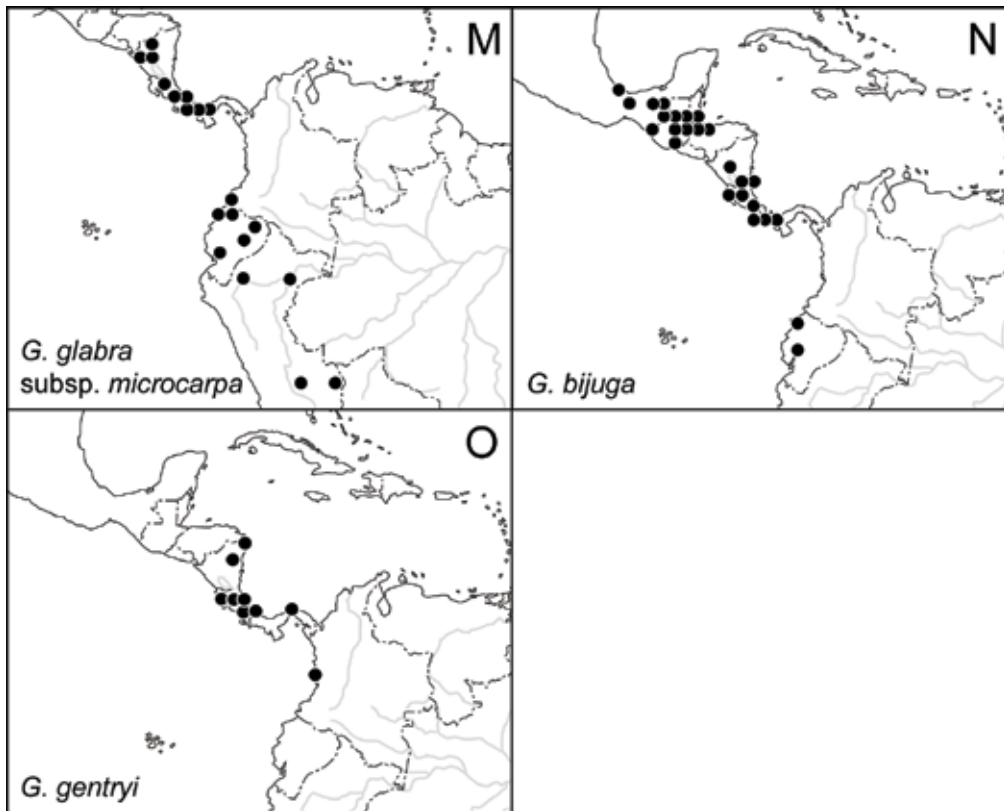 M
G. glabra
subsp. microcarpa
N
G. bijuga
O
G. gentryi